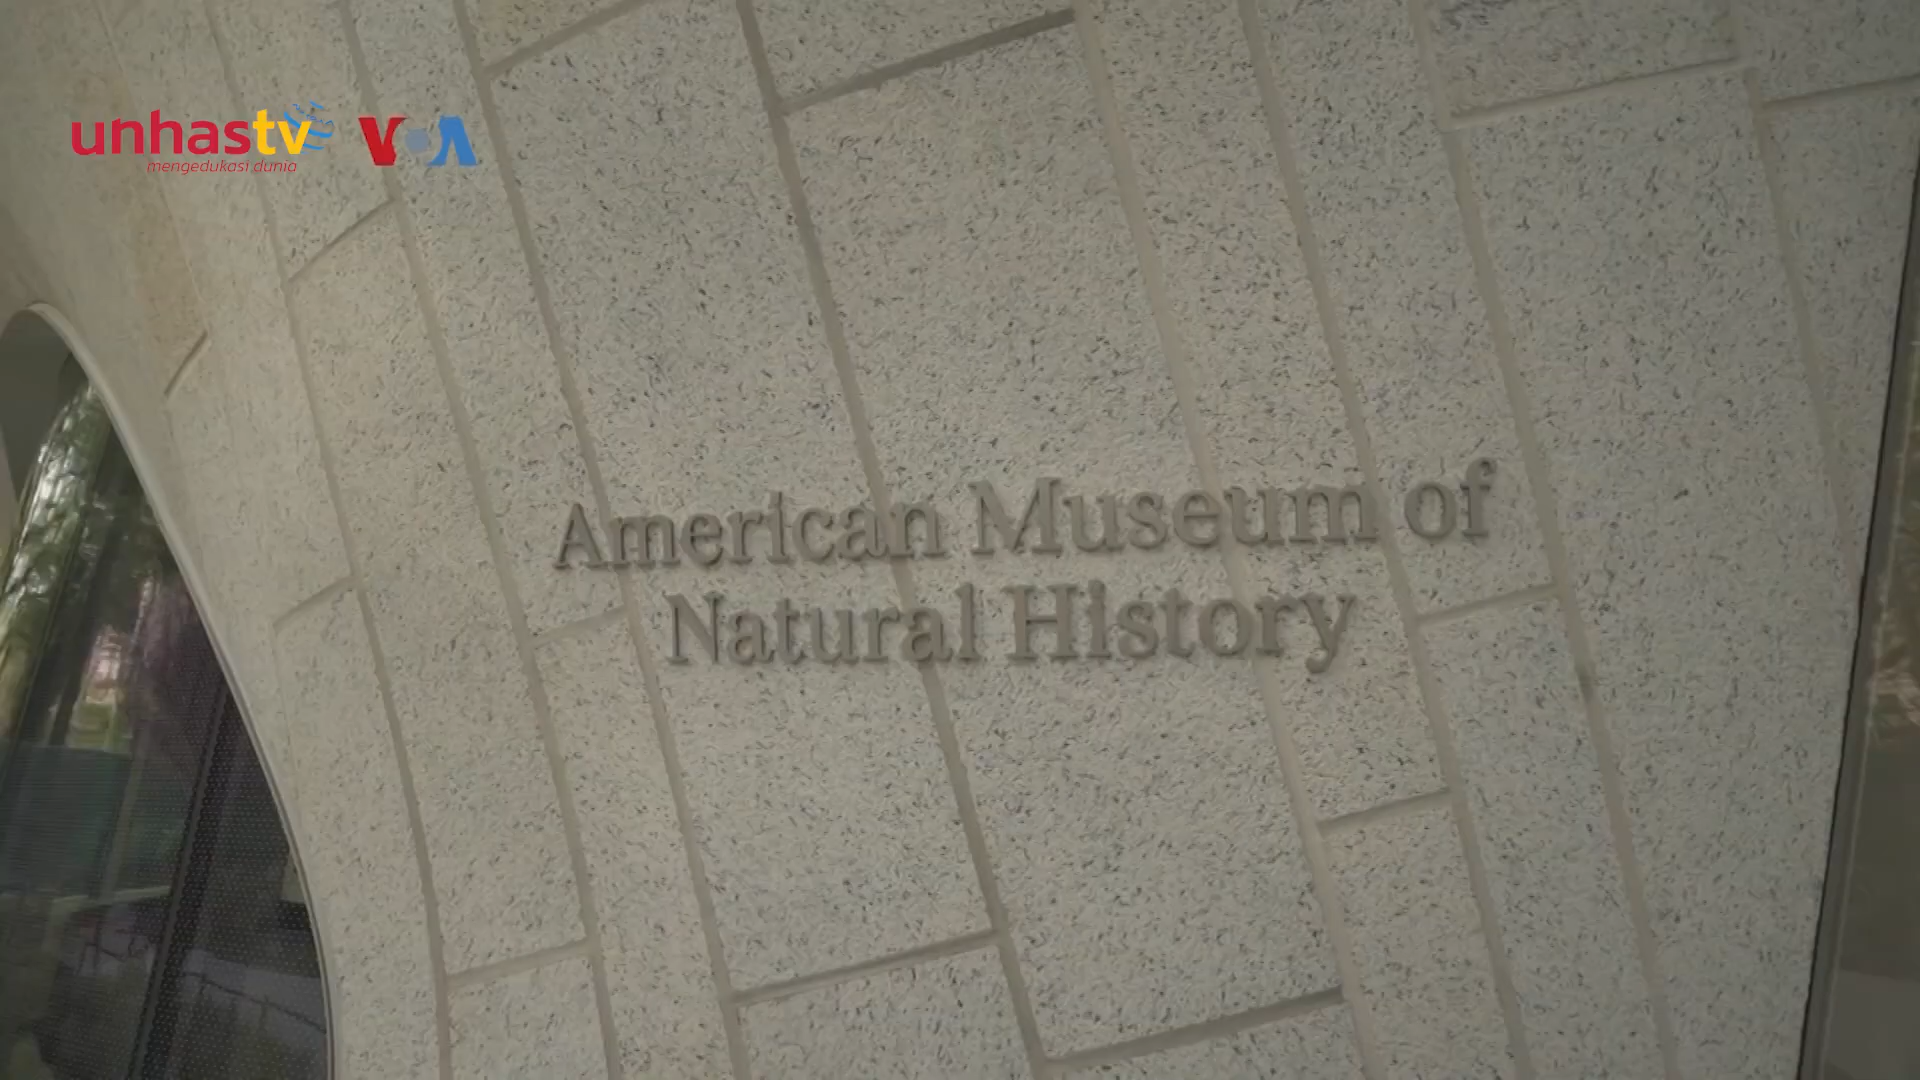 unhastv
mengedukasi dunia
VOA
American Museum of
Natural History